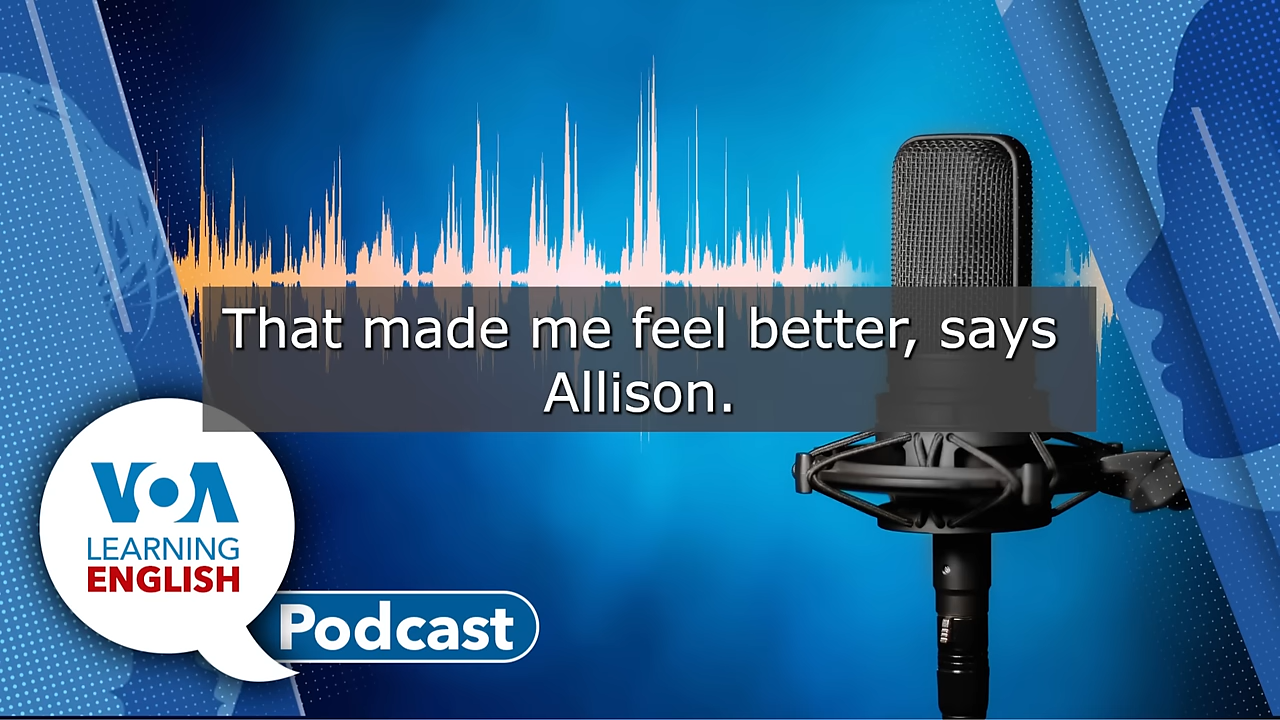 That made me feel better, says
Allison.
VOA
LEARNING
ENGLISH
Podcast